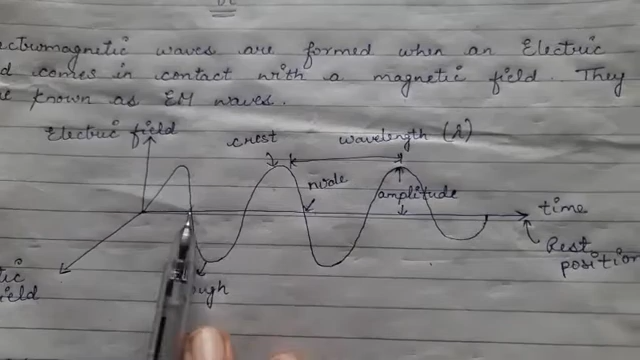 ectromagnetic waves are formed when an Electric
d comes in contact with a magnetic field. They
e known as EM waves.
Electric field
crest
wavelength (λ)
node
amplitude
time
Rest
position
tic
ield
ough